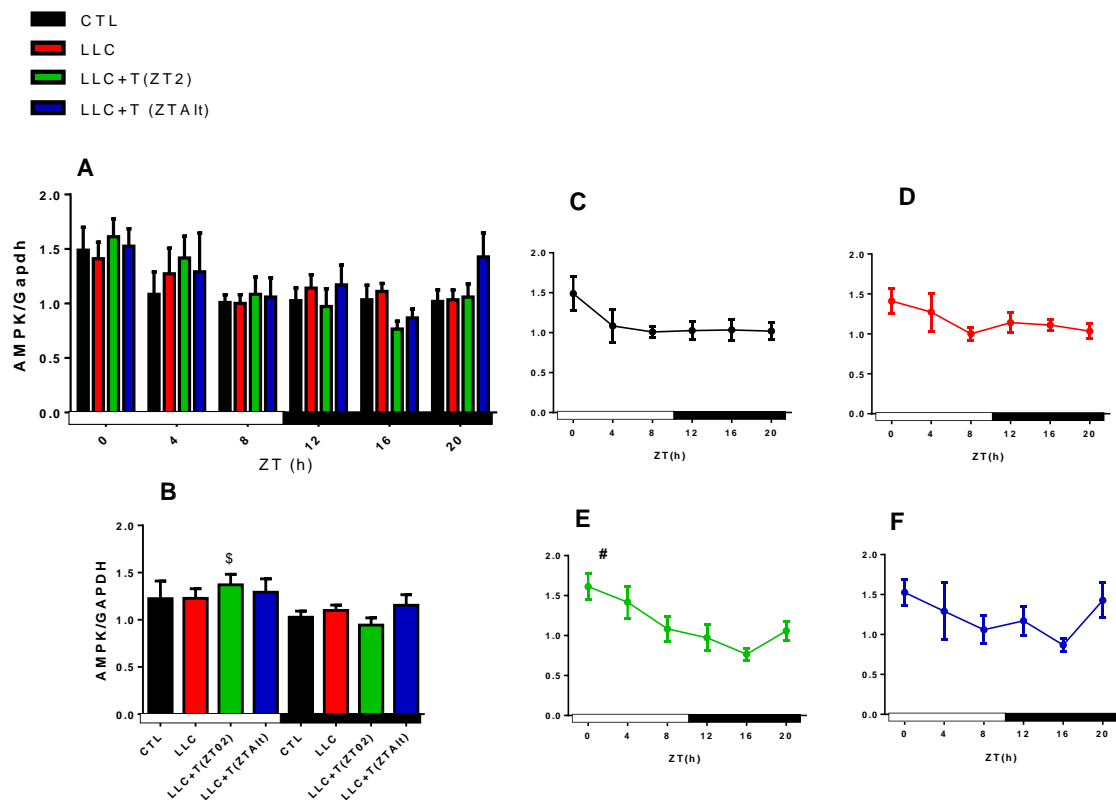 CTL
LLC
LLC+T(ZT2)
LLC+T (ZTAlt)
A
AMPK/Gapdh
2.0
1.5
1.0
0.5
0.0
0 4 8 12 16 20
ZT (h)
B
AMPK/GAPDH
2.0
1.5
1.0
0.5
0.0
$
CTL LLC LLC+T(ZT02) LLC+T(ZTAlt) CTL LLC LLC+T(ZT02) LLC+T(ZTAlt)
C
2.0
1.5
1.0
0.5
0.0
0 4 8 12 16 20
ZT(h)
D
2.0
1.5
1.0
0.5
0.0
0 4 8 12 16 20
ZT(h)
E
#
2.0
1.5
1.0
0.5
0.0
0 4 8 12 16 20
ZT(h)
F
2.0
1.5
1.0
0.5
0.0
0 4 8 12 16 20
ZT(h)